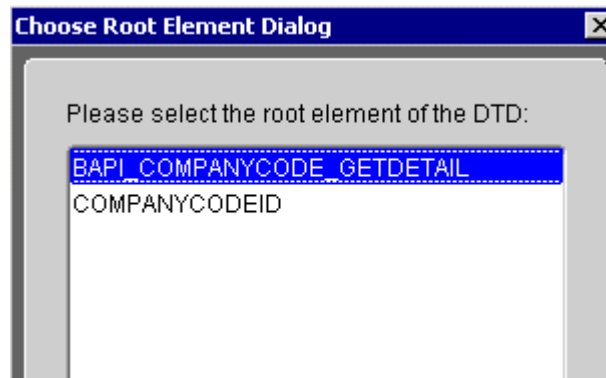 Choose Root Element Dialog
Please select the root element of the DTD:
BAPI_COMPANYCODE_GETDETAIL
COMPANYCODEID